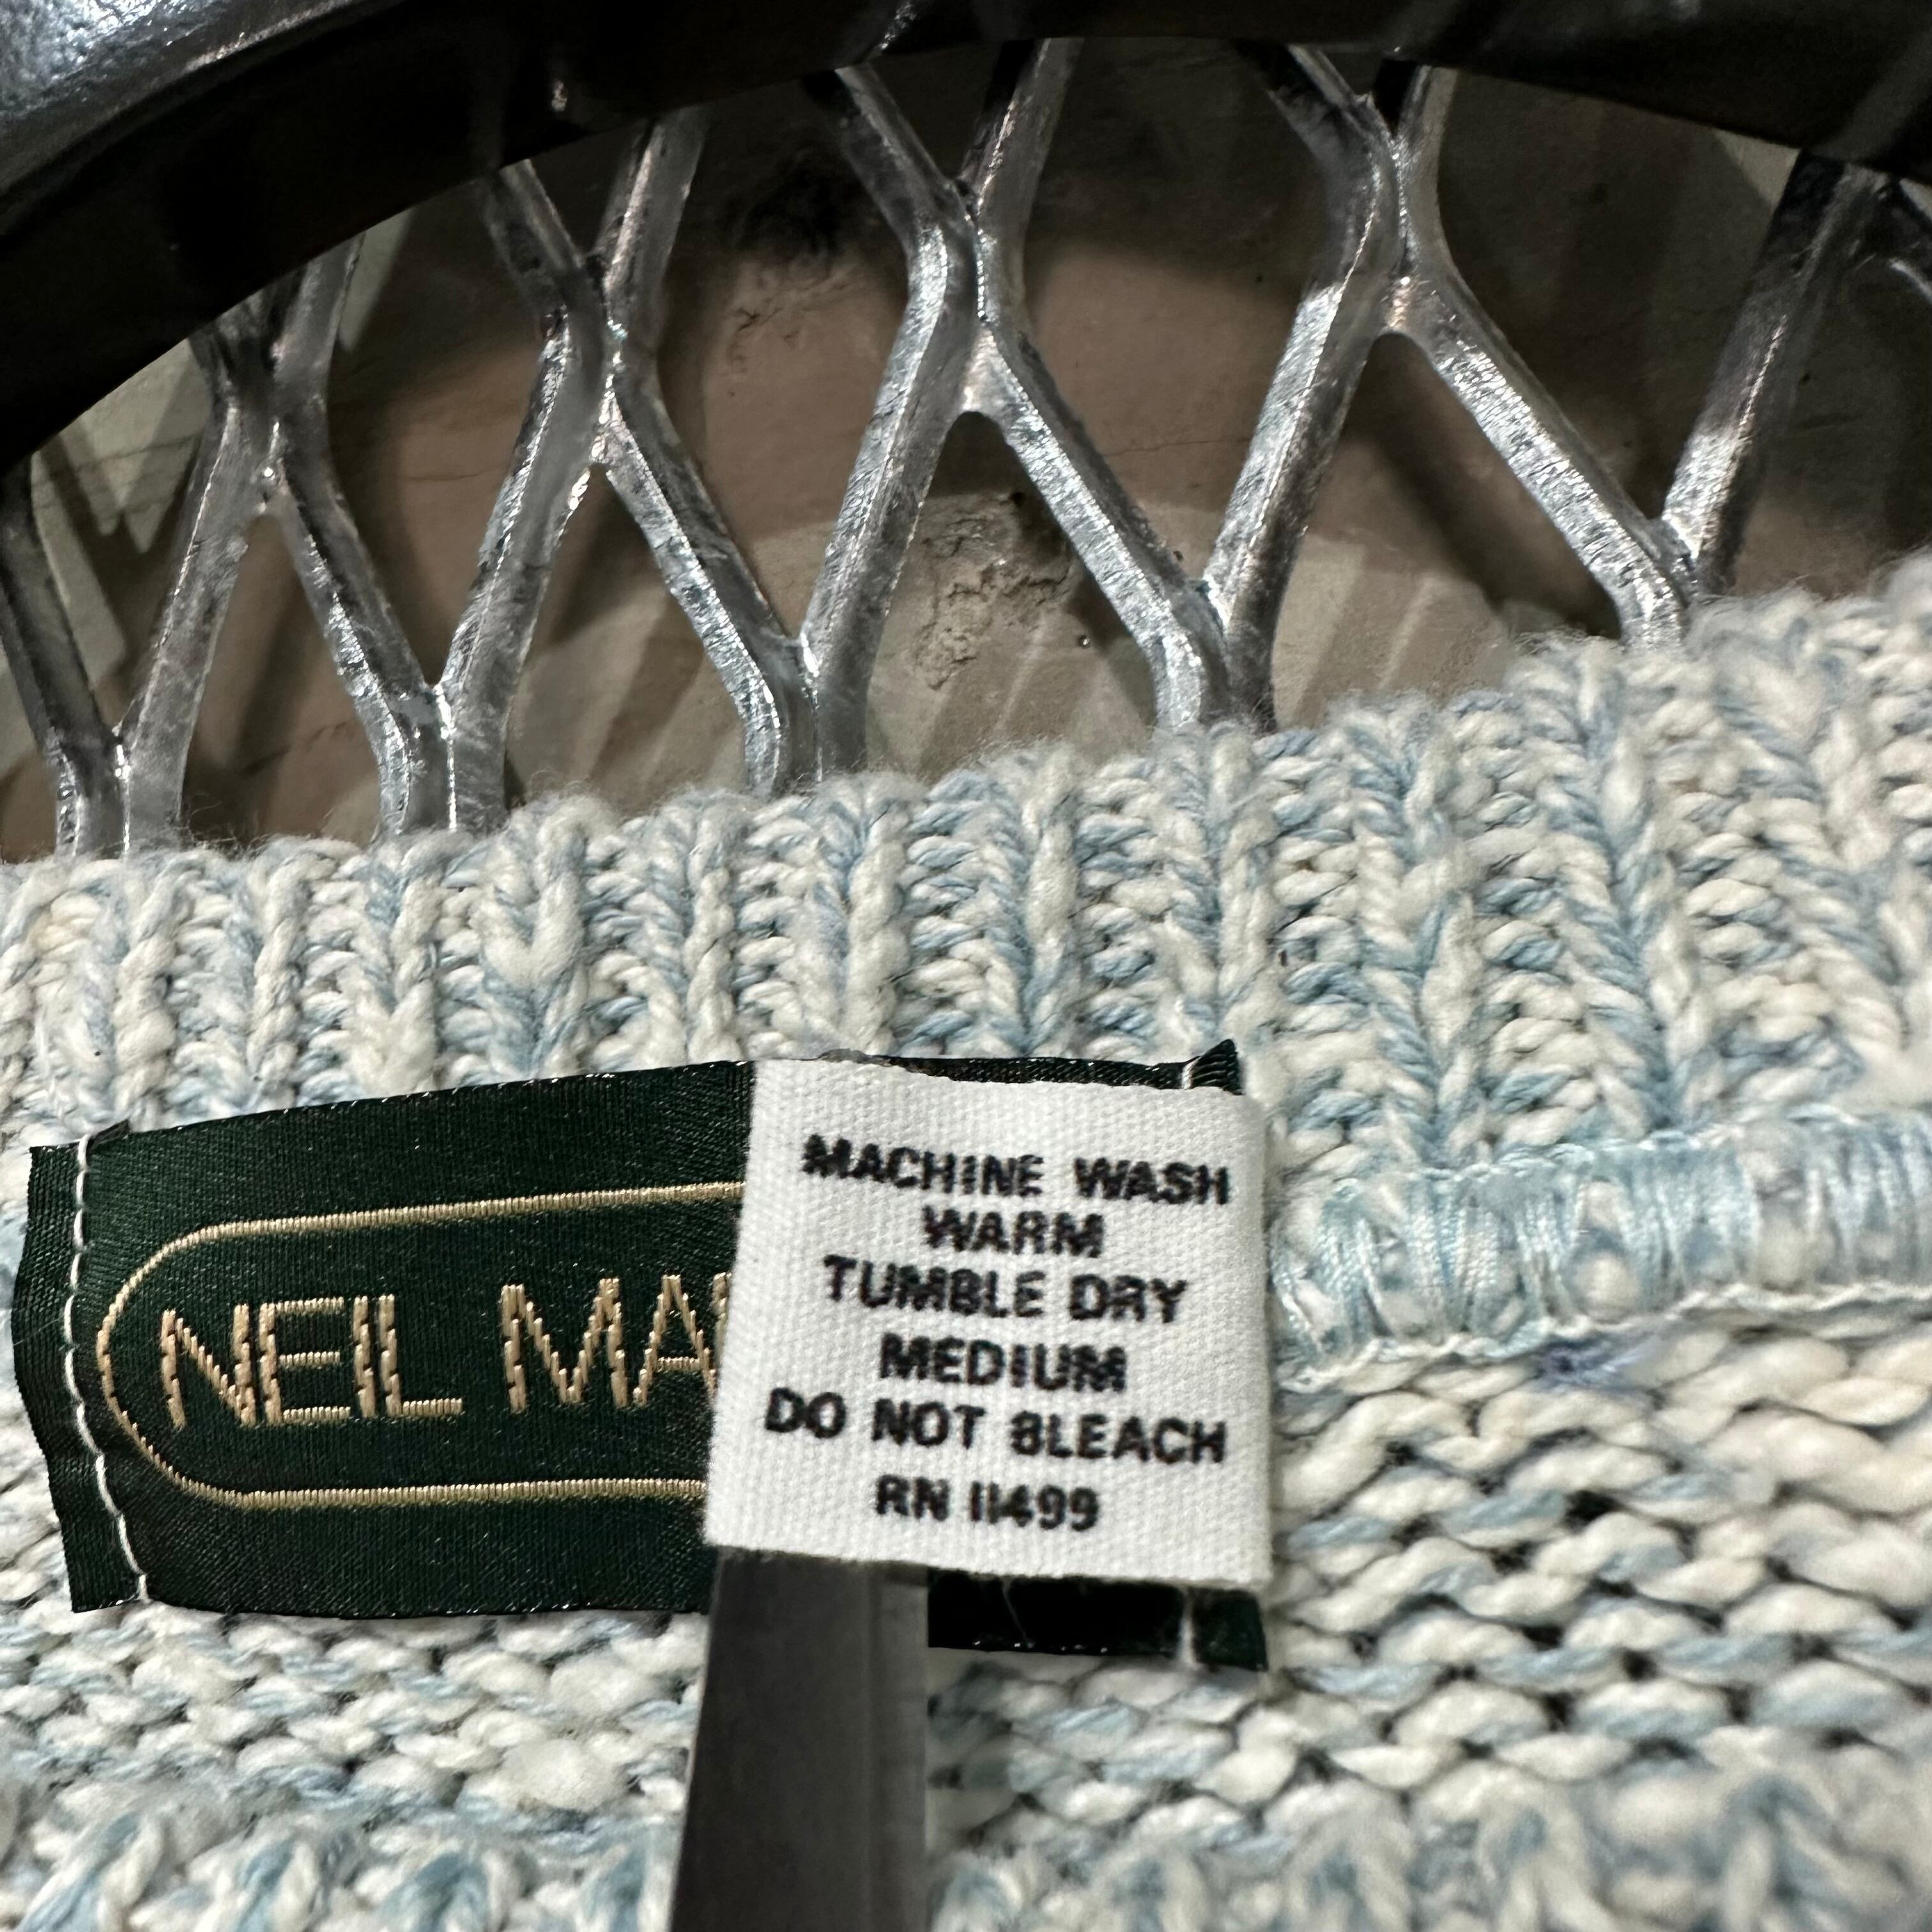 NEIL MA
MACHINE WASH
WARM
TUMBLE DRY
MEDIUM
DO NOT BLEACH
RN 11499